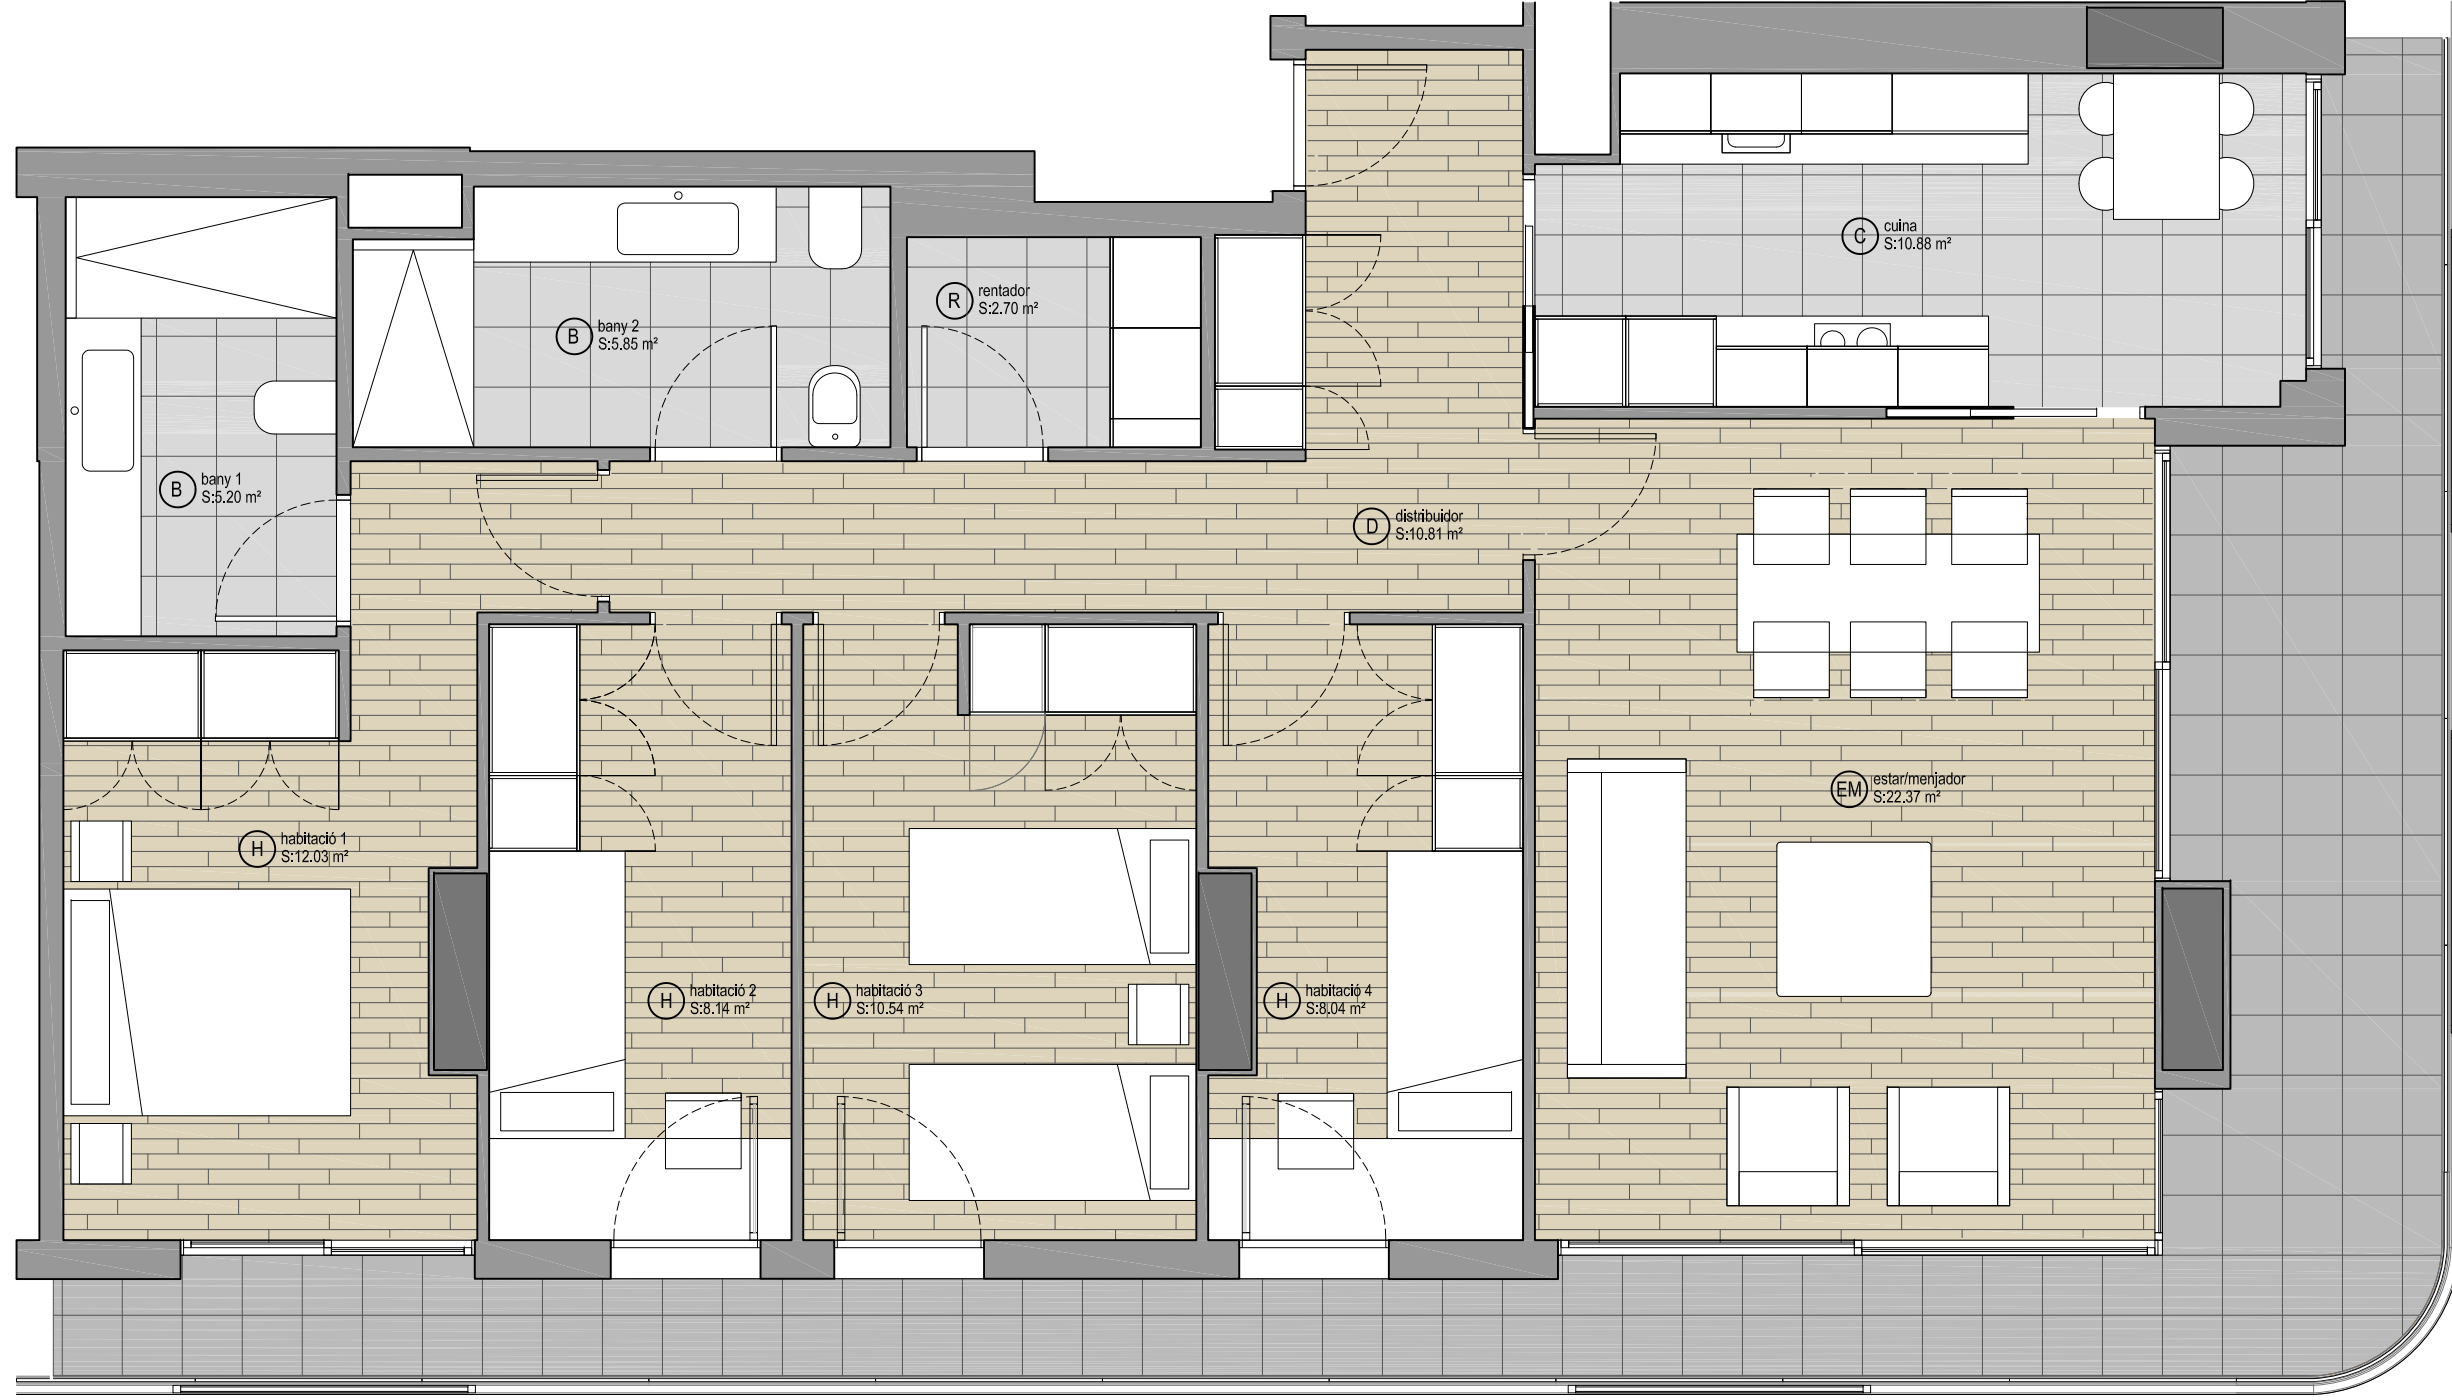 C
cuina
S:10.88 m²
R
rentador
S:2.70 m²
B
bany 2
S:5.85 m²
B
bany 1
S:5.20 m²
D
distribuidor
S:10.81 m²
EM
estar/menjador
S:22.37 m²
H
habitació 1
S:12.03 m²
H
habitació 2
S:8.14 m²
H
habitació 3
S:10.54 m²
H
habitació 4
S:8.04 m²